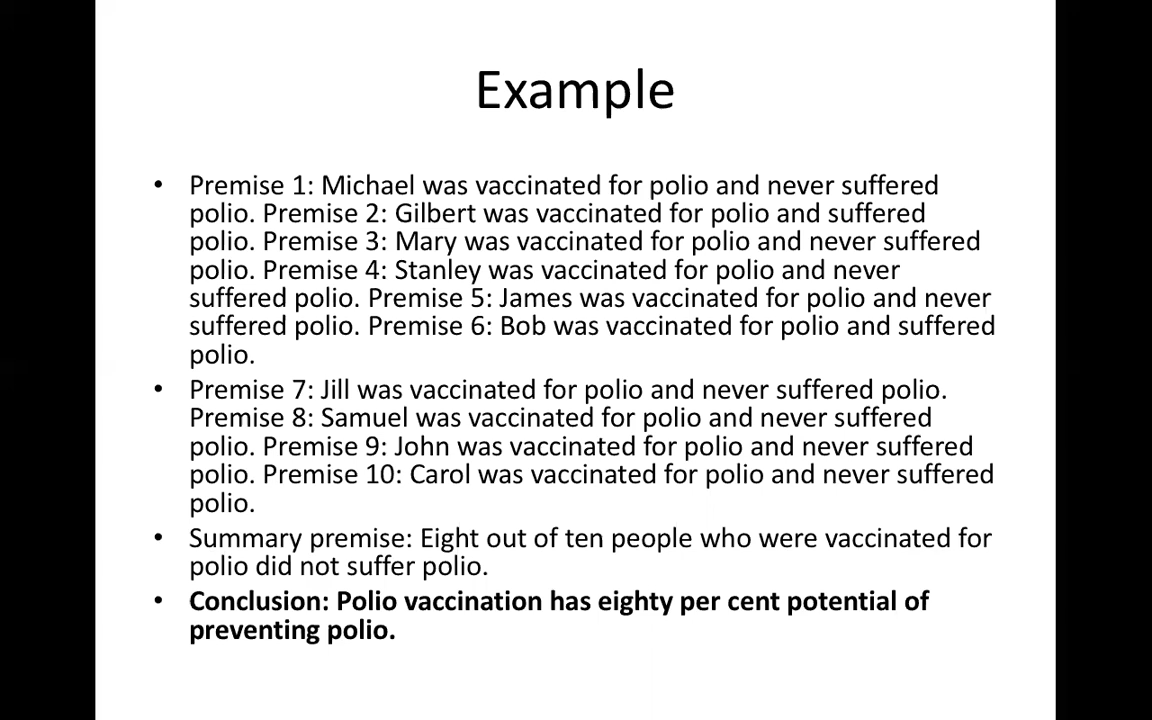 Example
• Premise 1: Michael was vaccinated for polio and never suffered
polio. Premise 2: Gilbert was vaccinated for polio and suffered
polio. Premise 3: Mary was vaccinated for polio and never suffered
polio. Premise 4: Stanley was vaccinated for polio and never
suffered polio. Premise 5: James was vaccinated for polio and never
suffered polio. Premise 6: Bob was vaccinated for polio and suffered
polio.
• Premise 7: Jill was vaccinated for polio and never suffered polio.
Premise 8: Samuel was vaccinated for polio and never suffered
polio. Premise 9: John was vaccinated for polio and never suffered
polio. Premise 10: Carol was vaccinated for polio and never suffered
polio.
• Summary premise: Eight out of ten people who were vaccinated for
polio did not suffer polio.
• Conclusion: Polio vaccination has eighty per cent potential of
preventing polio.